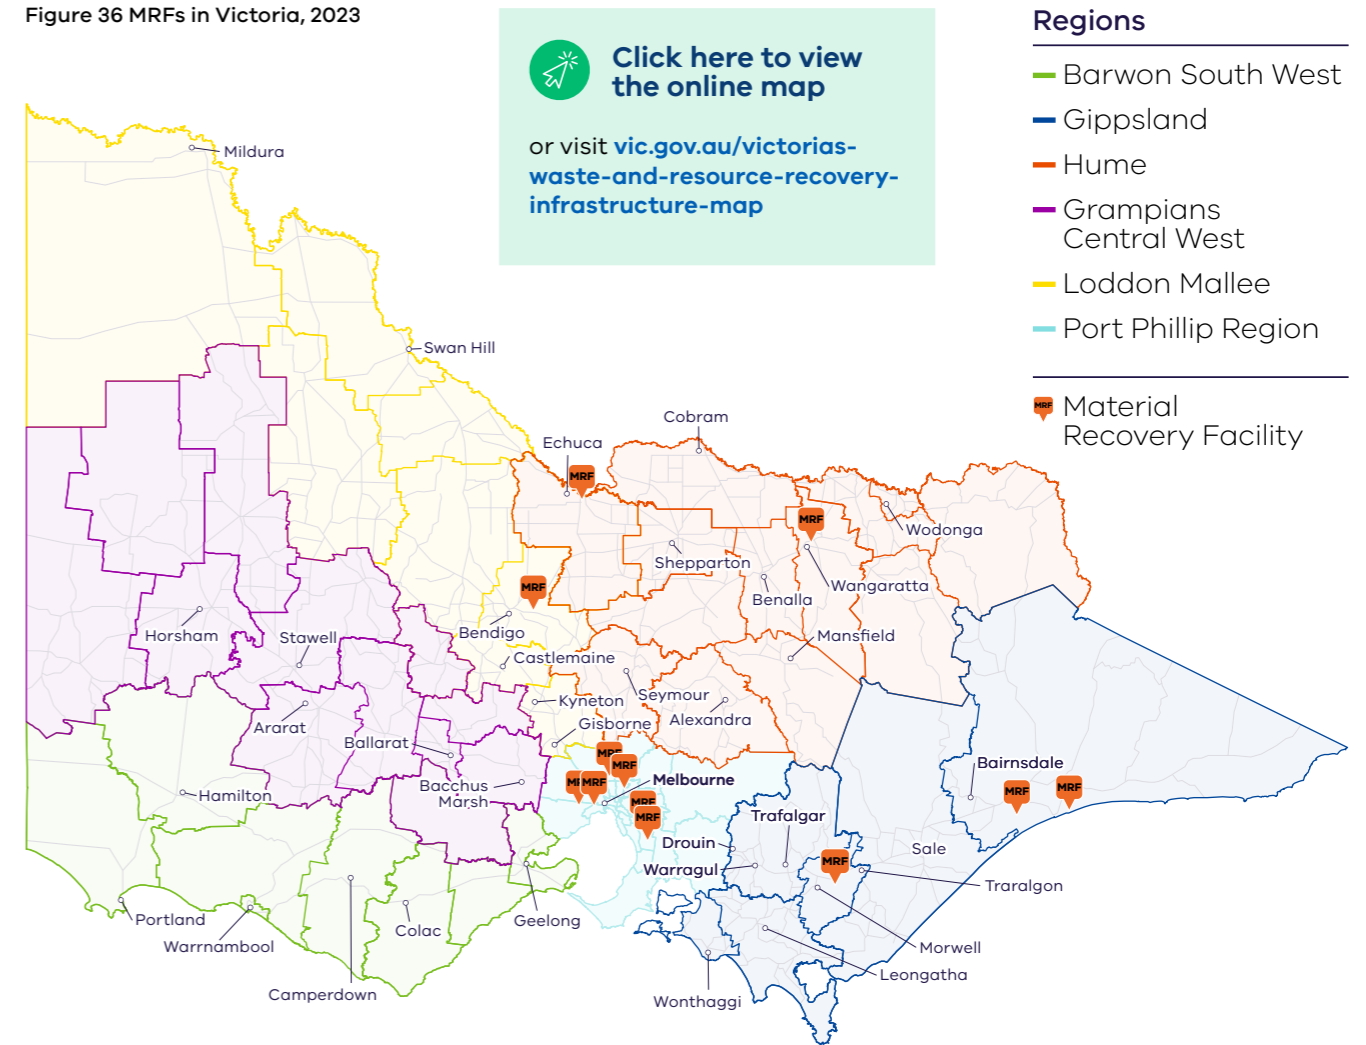 Figure 36 MRFs in Victoria, 2023
Click here to view
the online map
or visit vic.gov.au/victorias-
waste-and-resource-recovery-
infrastructure-map
Regions
Barwon South West
Gippsland
Hume
Grampians
Central West
Loddon Mallee
Port Phillip Region
MRF
Material
Recovery Facility
Mildura
Swan Hill
Cobram
Echuca
MRF
MRF
Wodonga
Shepparton
Wangaratta
Benalla
MRF
Bendigo
Horsham
Stawell
Mansfield
Castlemaine
Seymour
Kyneton
Alexandra
Gisborne
Ararat
Ballarat
MRF
MRF
MRF
MRF
Melbourne
Bacchus
Marsh
Hamilton
MRF
MRF
Bairnsdale
MRF
MRF
Trafalgar
Drouin
Warragul
MRF
Sale
Traralgon
Portland
Warrnambool
Colac
Geelong
Camperdown
Morwell
Leongatha
Wonthaggi